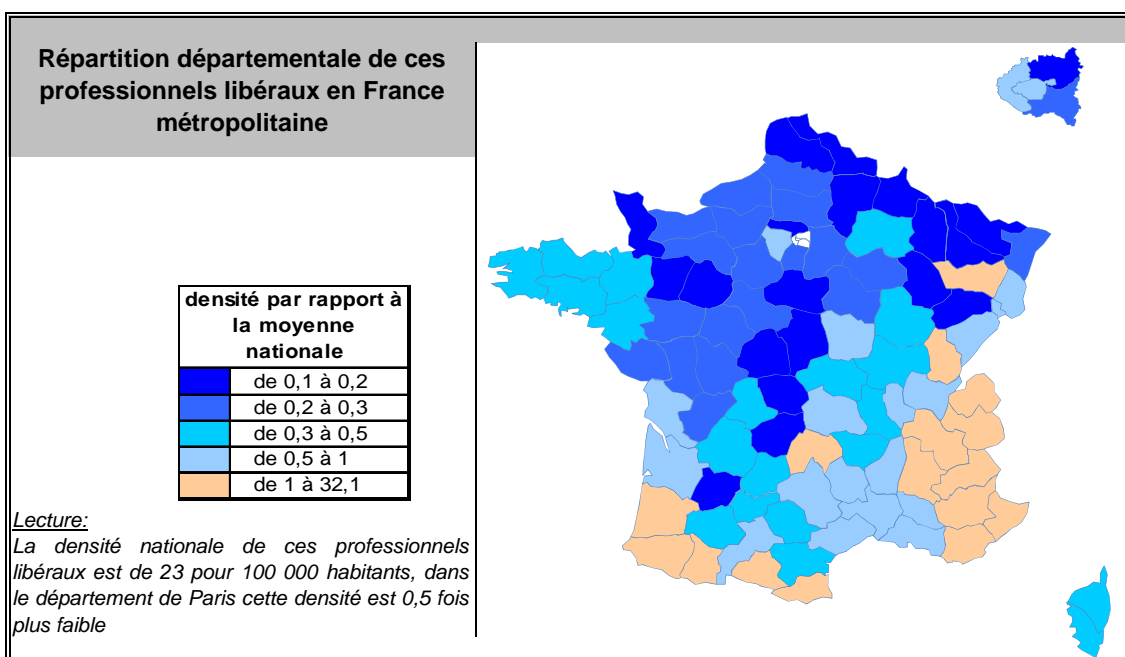 Répartition départementale de ces
professionnels libéraux en France
métropolitaine
densité par rapport à
la moyenne
nationale
de 0,1 à 0,2
de 0,2 à 0,3
de 0,3 à 0,5
de 0,5 à 1
de 1 à 32,1
Lecture:
La densité nationale de ces professionnels
libéraux est de 23 pour 100 000 habitants, dans
le département de Paris cette densité est 0,5 fois
plus faible